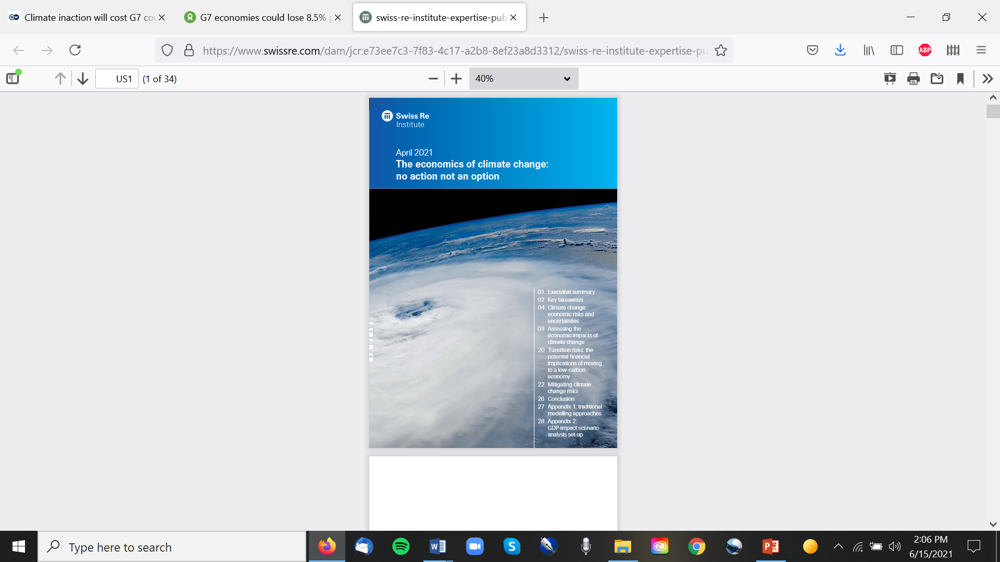 Climate inaction will cost G7 cou
G7 economies could lose 8.5% p
swiss-re-institute-expertise-pub
https://www.swissre.com/dam/jcr:e73ee7c3-7f83-4c17-a2b8-8ef23a8d3312/swiss-re-institute-expertise-pu
ABP
US1 (1 of 34)
40%
Swiss Re
Institute
April 2021
The economics of climate change:
no action not an option
01 Executive summary
02 Key takeaways
04 Climate change:
economic risks and
uncertainties
09 Assessing the
economic impacts of
climate change
20 Transition risks: the
potential financial
implications of moving
to a low-carbon
economy
22 Mitigating climate
change risks
26 Conclusion
27 Appendix 1: traditional
modelling approaches
28 Appendix 2:
GDP-impact scenario
analysis set-up
Type here to search
2:06 PM
6/15/2021